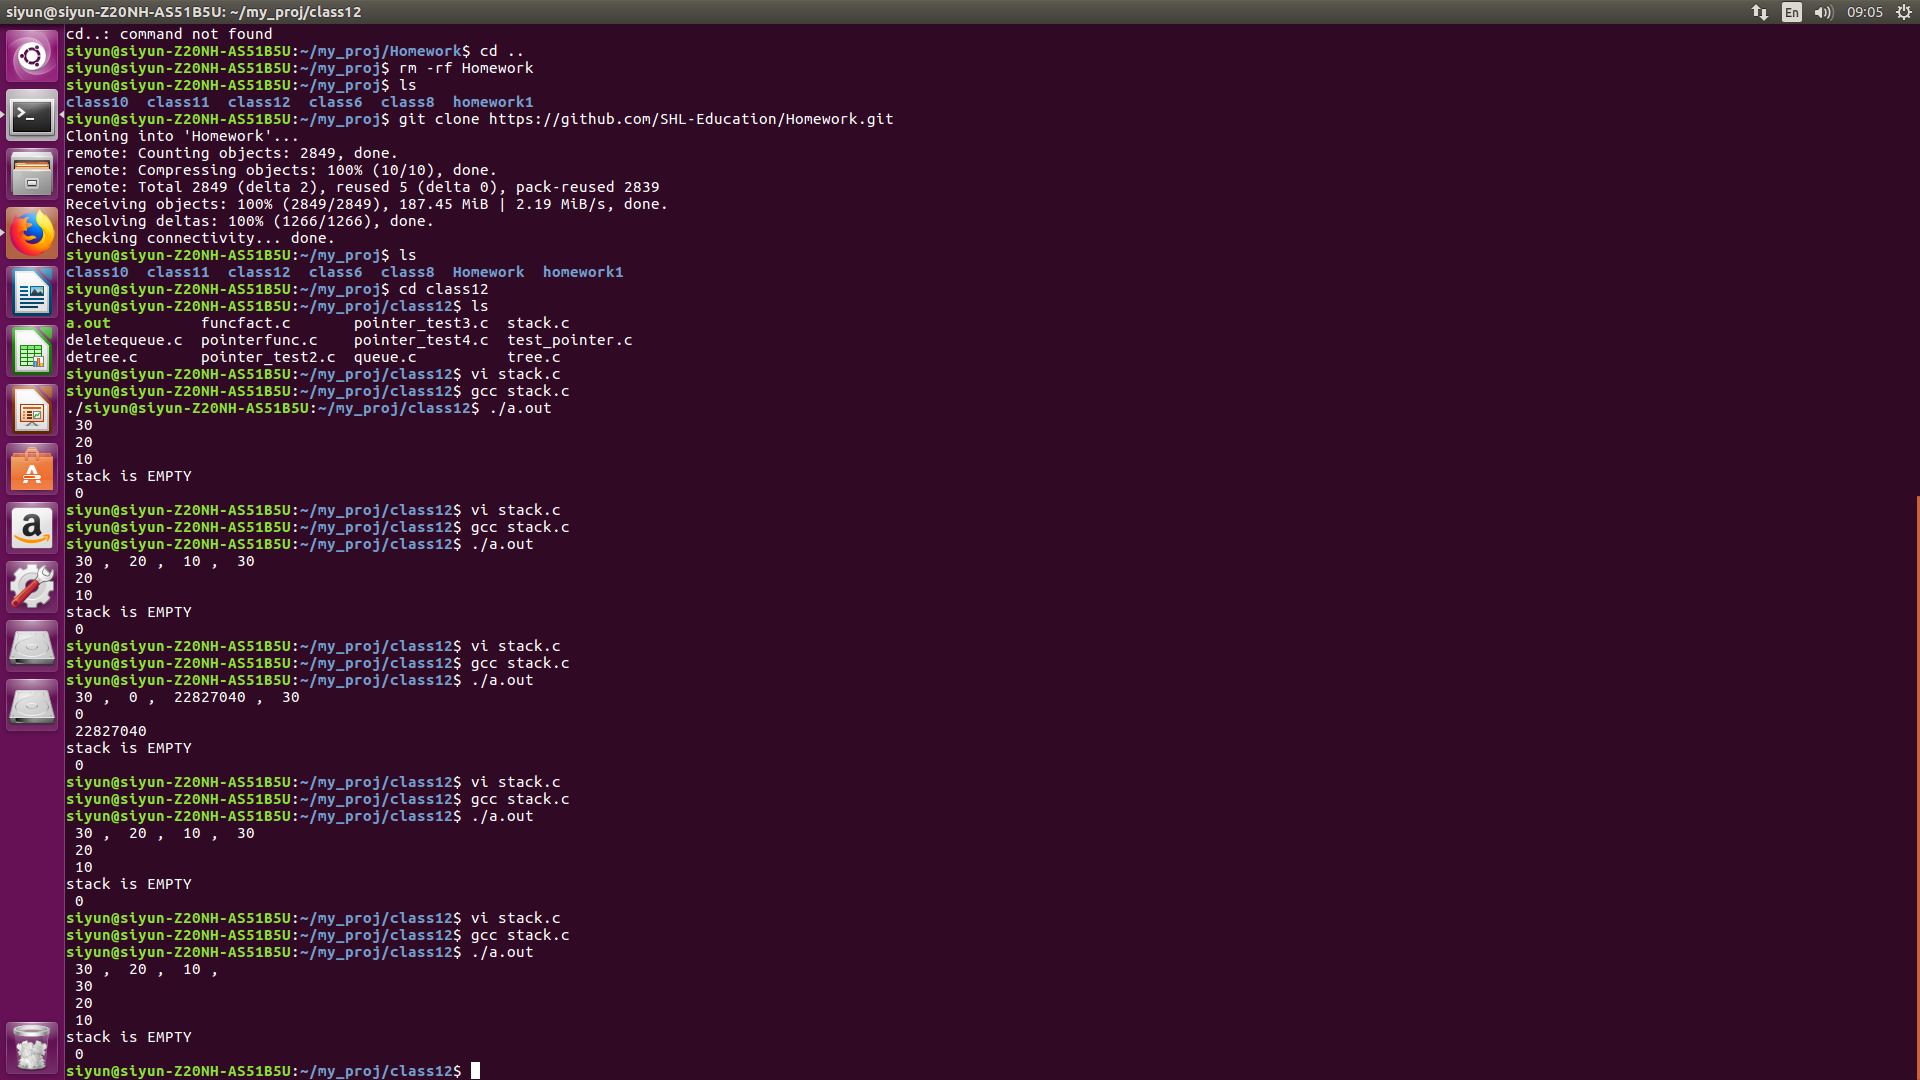 siyun@siyun-Z20NH-AS51B5U: ~/my_proj/class12
En
09:05
cd..: command not found
siyun@siyun-Z20NH-AS51B5U:~/my_proj/Homework$ cd ..
siyun@siyun-Z20NH-AS51B5U:~/my_proj$ rm -rf Homework
siyun@siyun-Z20NH-AS51B5U:~/my_proj$ ls
class10  class11  class12  class6  class8  homework1
siyun@siyun-Z20NH-AS51B5U:~/my_proj$ git clone https://github.com/SHL-Education/Homework.git
Cloning into 'Homework'...
remote: Counting objects: 2849, done.
remote: Compressing objects: 100% (10/10), done.
remote: Total 2849 (delta 2), reused 5 (delta 0), pack-reused 2839
Receiving objects: 100% (2849/2849), 187.45 MiB | 2.19 MiB/s, done.
Resolving deltas: 100% (1266/1266), done.
Checking connectivity... done.
siyun@siyun-Z20NH-AS51B5U:~/my_proj$ ls
class10  class11  class12  class6  class8  Homework  homework1
siyun@siyun-Z20NH-AS51B5U:~/my_proj$ cd class12
siyun@siyun-Z20NH-AS51B5U:~/my_proj/class12$ ls
a.out          funcfact.c       pointer_test3.c  stack.c
deletequeue.c  pointerfunc.c    pointer_test4.c  test_pointer.c
detree.c       pointer_test2.c  queue.c          tree.c
siyun@siyun-Z20NH-AS51B5U:~/my_proj/class12$ vi stack.c
siyun@siyun-Z20NH-AS51B5U:~/my_proj/class12$ gcc stack.c
./siyun@siyun-Z20NH-AS51B5U:~/my_proj/class12$ ./a.out
 30
 20
 10
stack is EMPTY
 0
siyun@siyun-Z20NH-AS51B5U:~/my_proj/class12$ vi stack.c
siyun@siyun-Z20NH-AS51B5U:~/my_proj/class12$ gcc stack.c
siyun@siyun-Z20NH-AS51B5U:~/my_proj/class12$ ./a.out
 30 ,  20 ,  10 ,  30
 20
 10
stack is EMPTY
 0
siyun@siyun-Z20NH-AS51B5U:~/my_proj/class12$ vi stack.c
siyun@siyun-Z20NH-AS51B5U:~/my_proj/class12$ gcc stack.c
siyun@siyun-Z20NH-AS51B5U:~/my_proj/class12$ ./a.out
 30 ,  0 ,  22827040 ,  30
 0
 22827040
stack is EMPTY
 0
siyun@siyun-Z20NH-AS51B5U:~/my_proj/class12$ vi stack.c
siyun@siyun-Z20NH-AS51B5U:~/my_proj/class12$ gcc stack.c
siyun@siyun-Z20NH-AS51B5U:~/my_proj/class12$ ./a.out
 30 ,  20 ,  10 ,  30
 20
 10
stack is EMPTY
 0
siyun@siyun-Z20NH-AS51B5U:~/my_proj/class12$ vi stack.c
siyun@siyun-Z20NH-AS51B5U:~/my_proj/class12$ gcc stack.c
siyun@siyun-Z20NH-AS51B5U:~/my_proj/class12$ ./a.out
 30 ,  20 ,  10 ,
 30
 20
 10
stack is EMPTY
 0
siyun@siyun-Z20NH-AS51B5U:~/my_proj/class12$